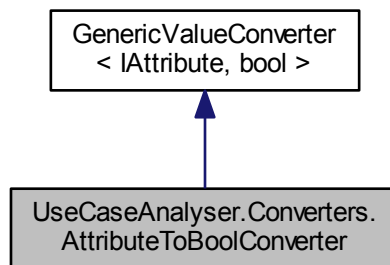 GenericValueConverter
< IAttribute, bool >
UseCaseAnalyser.Converters.
AttributeToBoolConverter